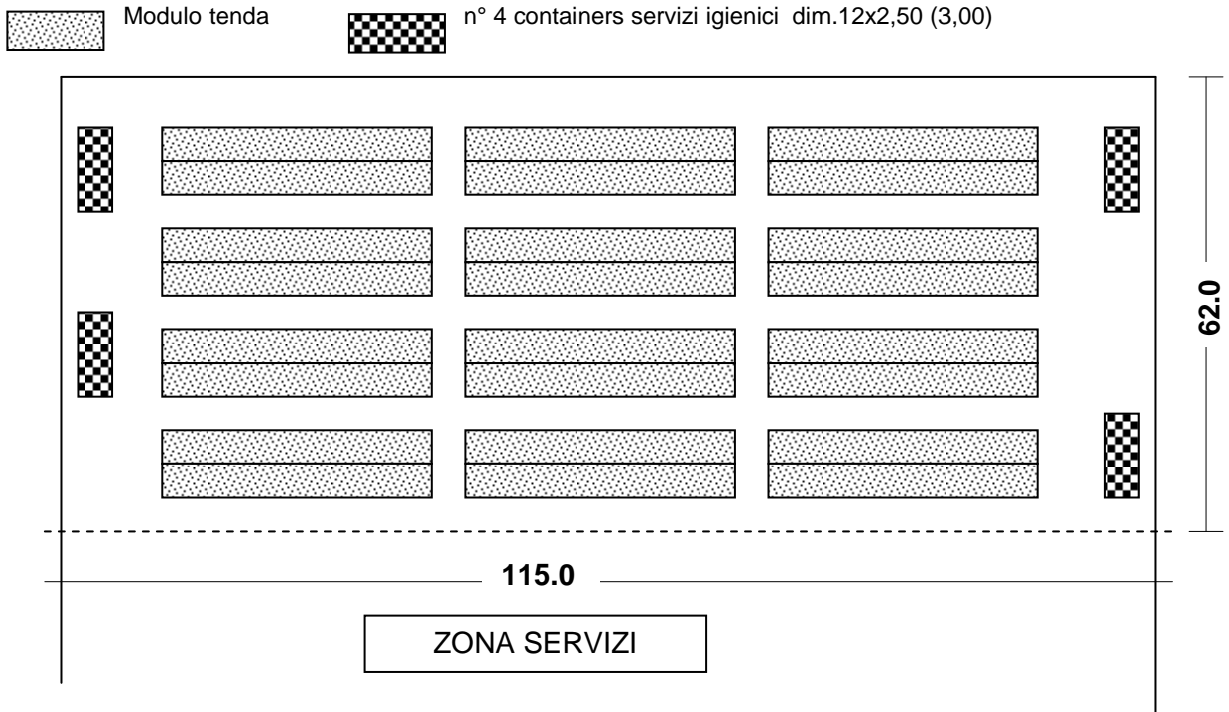 Modulo tenda
n° 4 containers servizi igienici dim.12x2,50 (3,00)
62.0
115.0
ZONA SERVIZI